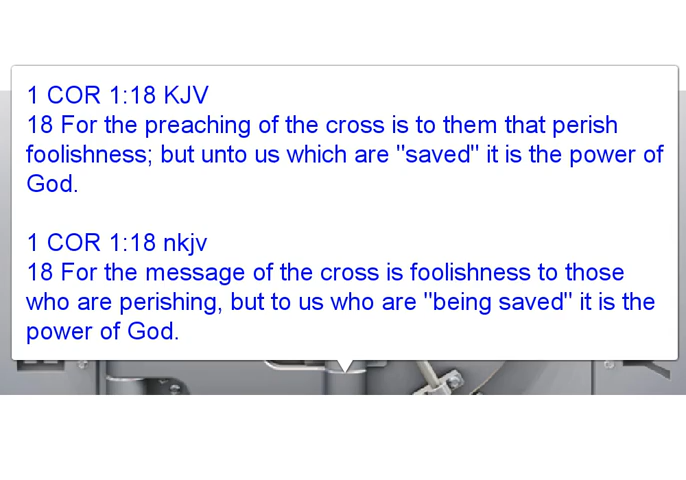 1 COR 1:18 KJV
18 For the preaching of the cross is to them that perish
foolishness; but unto us which are "saved" it is the power of
God.
1 COR 1:18 nkjv
18 For the message of the cross is foolishness to those
who are perishing, but to us who are "being saved" it is the
power of God.